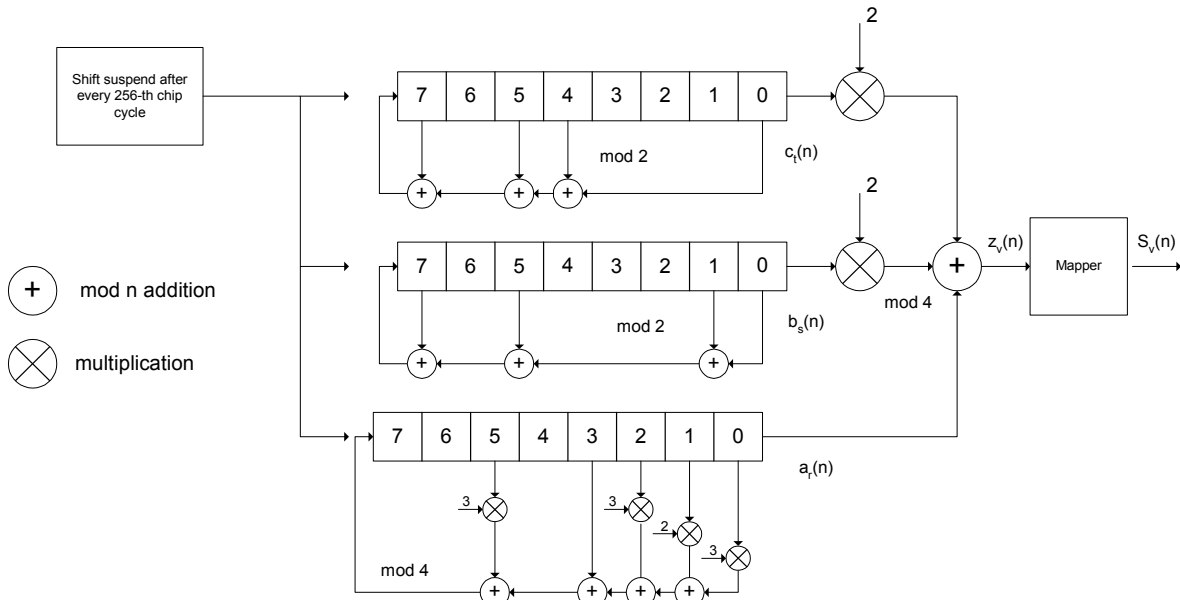 2
Shift suspend after
every 256-th chip
cycle
7 6 5 4 3 2 1 0
mod 2
c_t(n)
+ + +
2
7 6 5 4 3 2 1 0
+
z_v(n)
Mapper
S_v(n)
+ mod n addition
mod 2
b_s(n)
mod 4
+ + +
multiplication
7 6 5 4 3 2 1 0
a_r(n)
3
3
2
3
mod 4
+ + + +